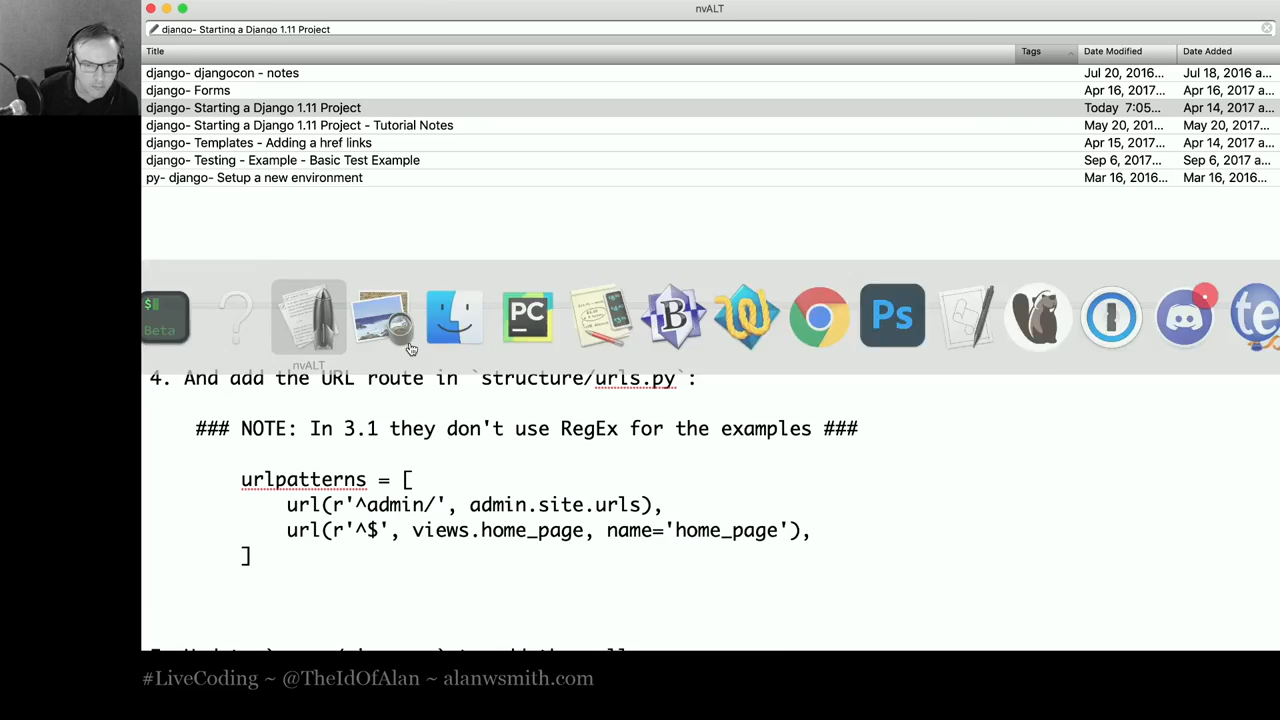 nvALT
django- Starting a Django 1.11 Project
Title Tags Date Modified Date Added
django- djangocon - notes Jul 20, 2016... Jul 18, 2016 a...
django- Forms Apr 16, 2017... Apr 16, 2017 a...
django- Starting a Django 1.11 Project Today 7:05... Apr 14, 2017 a...
django- Starting a Django 1.11 Project - Tutorial Notes May 20, 201... May 20, 2017...
django- Templates - Adding a href links Apr 15, 2017... Apr 14, 2017 a...
django- Testing - Example - Basic Test Example Sep 6, 2017... Sep 6, 2017 a...
py- django- Setup a new environment Mar 16, 2016... Mar 16, 2016...
$
Beta
?
PC
B
W
Ps
te
nvALT
4. And add the URL route in `structure/urls.py`:
### NOTE: In 3.1 they don't use RegEx for the examples ###
urlpatterns = [
url(r'^admin/', admin.site.urls),
url(r'^$', views.home_page, name='home_page'),
]
#LiveCoding ~ @TheIdOfAlan ~ alanwsmith.com